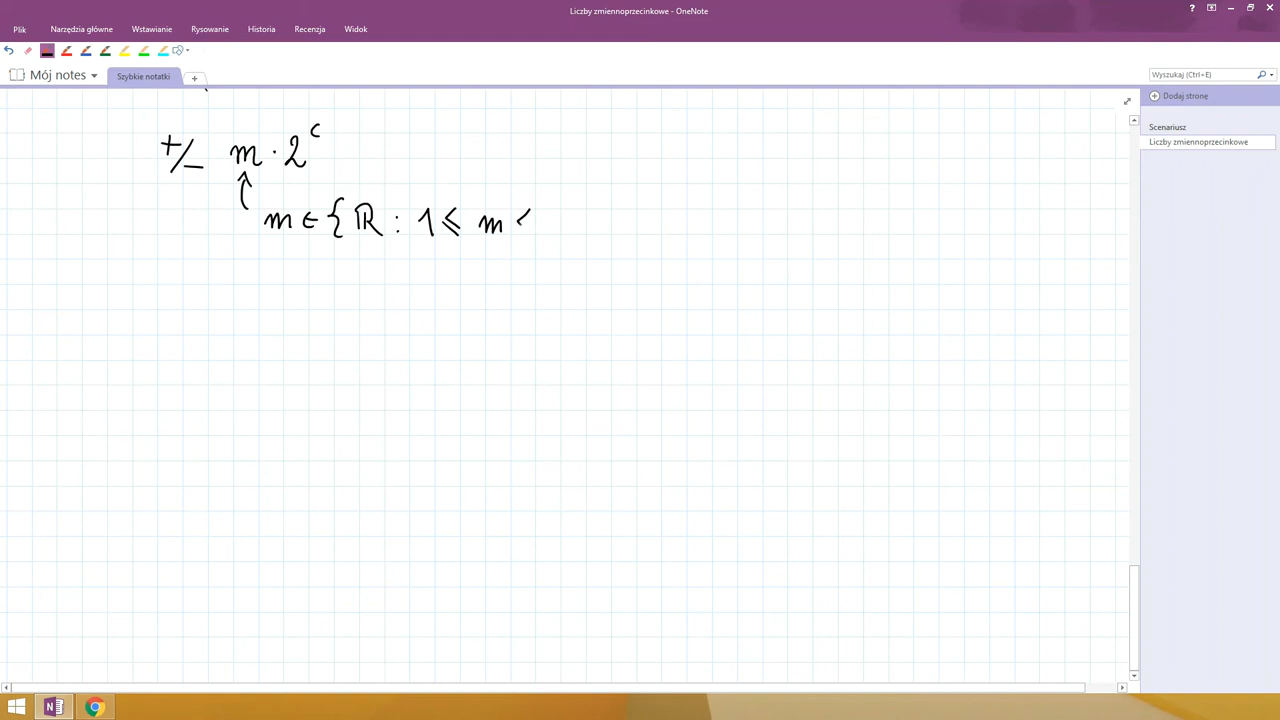 Liczby zmiennoprzecinkowe - OneNote
Plik Narzędzia główne Wstawianie Rysowanie Historia Recenzja Widok
Mój notes Szybkie notatki
Wyszukaj (Ctrl+E)
Dodaj stronę
Scenariusz
Liczby zmiennoprzecinkowe
+/− m · 2^c
m ∈ {ℝ : 1 ⩽ m <